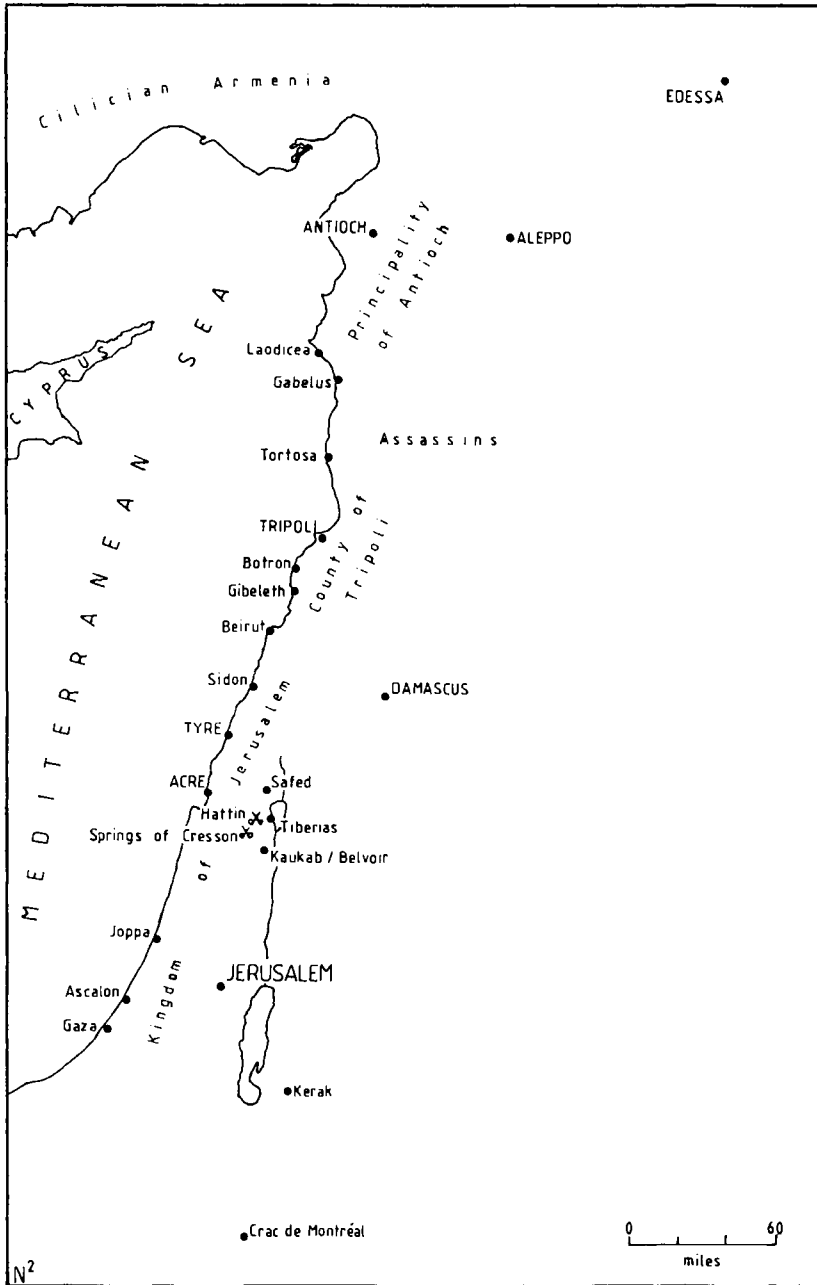 Cilician Armenia
EDESSA
ANTIOCH
ALEPPO
Principality
of Antioch
MEDITERRANEAN SEA
CYPRUS
Laodicea
Gabelus
Assassins
Tortosa
TRIPOLI
County of
Tripoli
Botron
Gibeleth
Beirut
Sidon
DAMASCUS
TYRE
Kingdom of Jerusalem
ACRE
Safed
Hattin
Tiberias
Springs of Cresson
Kaukab / Belvoir
Joppa
JERUSALEM
Ascalon
Gaza
Kerak
Crac de Montréal
0 60
miles
N²